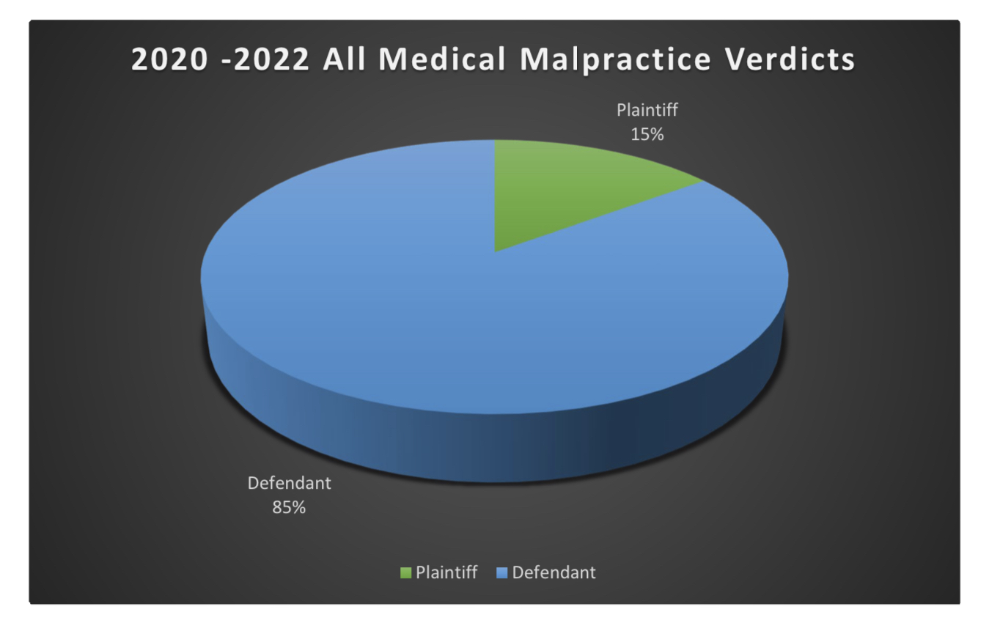 2020 -2022 All Medical Malpractice Verdicts
Plaintiff
15%
Defendant
85%
Plaintiff Defendant